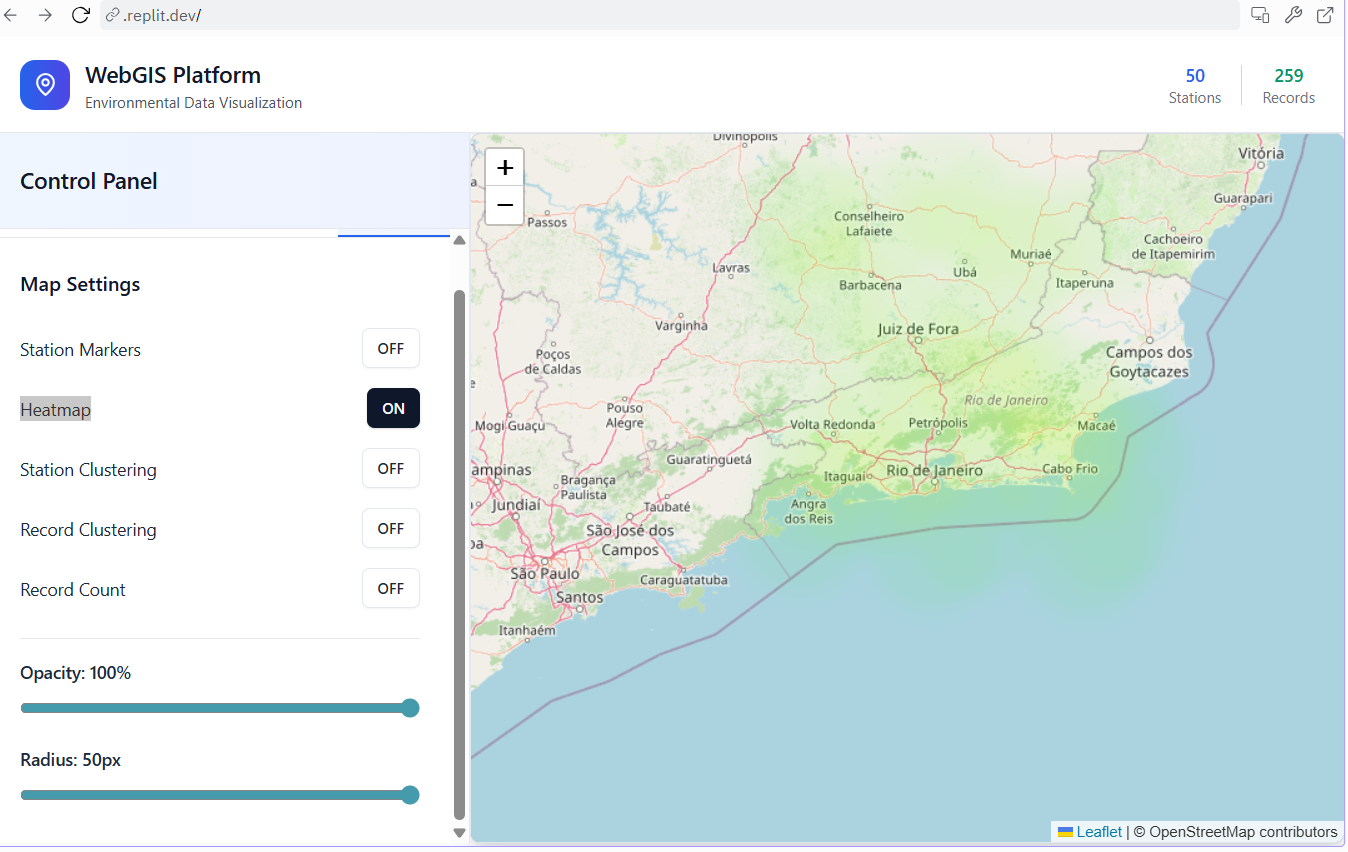 .replit.dev/
WebGIS Platform
Environmental Data Visualization
50
Stations
259
Records
Control Panel
Map Settings
Station Markers
OFF
Heatmap
ON
Station Clustering
OFF
Record Clustering
OFF
Record Count
OFF
Opacity: 100%
Radius: 50px
+
−
Divinópolis
Vitória
Guarapari
Passos
Conselheiro
Lafaiete
Cachoeiro
de Itapemirim
Muriaé
Lavras
Ubá
Barbacena
Itaperuna
Varginha
Juiz de Fora
Poços
de Caldas
Campos dos
Goytacazes
Rio de Janeiro
Pouso
Alegre
Mogi Guaçu
Volta Redonda
Petrópolis
Macaé
Guaratinguetá
ampinas
Rio de Janeiro
Cabo Frio
Itaguaí
Bragança
Paulista
Jundiaí
Taubaté
Angra
dos Reis
São José dos
Campos
São Paulo
Caraguatatuba
Santos
Itanhaém
Leaflet | © OpenStreetMap contributors